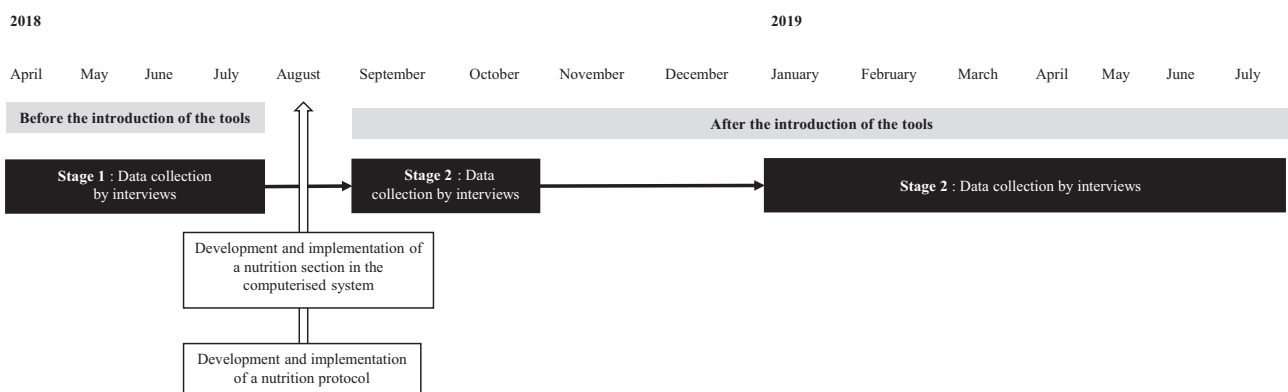 2018 2019
April May June July August September October November December January February March April May June July
Before the introduction of the tools
After the introduction of the tools
Stage 1 : Data collection
by interviews
Stage 2 : Data
collection by interviews
Stage 2 : Data collection by interviews
Development and implementation of
a nutrition section in the
computerised system
Development and implementation
of a nutrition protocol